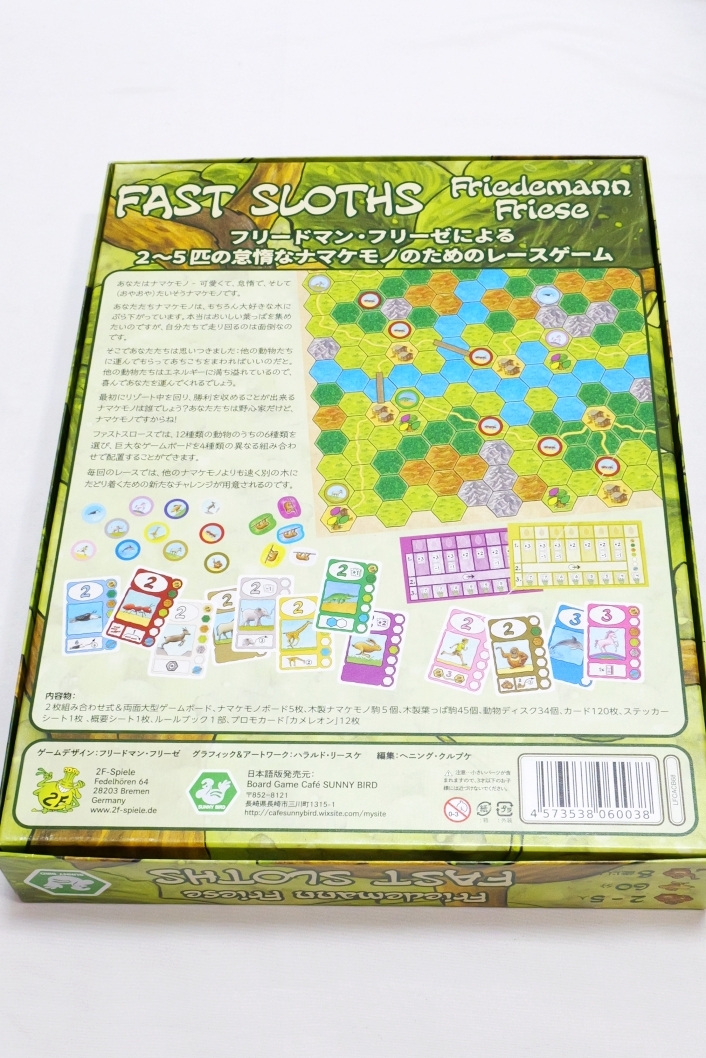 FAST SLOTHS
Friedemann
Friese
フリードマン・フリーゼによる
2〜5匹の怠惰なナマケモノのためのレースゲーム
あなたはナマケモノ - 可愛くて、怠惰で、そして
(おやおや)だいぞうナマケモノです。
あなたたちナマケモノは、もちろん大好きな木に
ぶら下がっています。本当はおいしい葉っぱを集め
たいのですが、自分たちで走り回るのは面倒なの
です。
そこであなたたちは思いつきました：他の動物たち
に運んでもらってあちこちをまわればいいのだと。
他の動物たちはエネルギーに満ち溢れているので、
喜んであなたを運んでくれるでしょう。
最初にリゾート中を回り、勝利を収めることが出来る
ナマケモノは誰でしょう？あなたたちは野心家だけど、
ナマケモノですからね！
ファストスロースでは、12種類の動物のうちの6種類を
選び、巨大なゲームボードを4種類の異なる組み合わ
せで配置することができます。
毎回のレースでは、他のナマケモノよりも速く別の木に
たどり着くための新たなチャレンジが用意されるのです。
2
2
2
2
2
2
2
2
3
3
3
内容物：
2枚組み合わせ式＆両面大型ゲームボード、ナマケモノボード5枚、木製ナマケモノ駒5個、木製葉っぱ駒45個、動物ディスク34個、カード120枚、ステッカー
シート1枚、概要シート1枚、ルールブック1部、プロモカード「カメレオン」12枚
ゲームデザイン：フリードマン・フリーゼ グラフィック＆アートワーク：ハラルド・リースケ 編集：ヘニング・クルプケ
2F
2F-Spiele
Fedelhören 64
28203 Bremen
Germany
www.2f-spiele.de
SUNNY BIRD
日本語版発売元：
Board Game Café SUNNY BIRD
〒852−8121
長崎県長崎市三川町1315-1
http://cafesunnybird.wixsite.com/mysite
0-3
4 573538 060038
Friedemann Friese
FAST SLOTHS
2-5人
60分
8歳以上